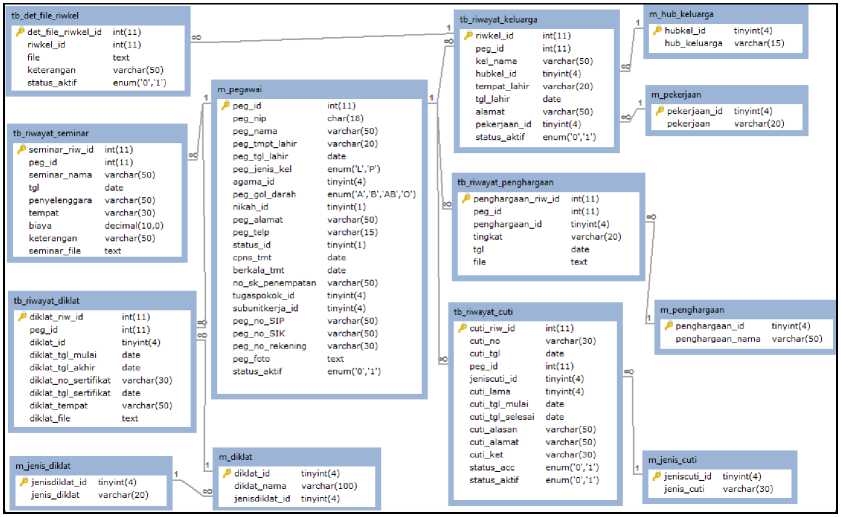 tb_det_file_riwkel
det_file_riwkel_id int(11)
riwkel_id int(11)
file text
keterangan varchar(50)
status_aktif enum('0','1')
tb_riwayat_seminar
seminar_riw_id int(11)
peg_id int(11)
seminar_nama varchar(50)
tgl date
penyelenggara varchar(50)
tempat varchar(30)
biaya decimal(10,0)
keterangan varchar(50)
seminar_file text
tb_riwayat_diklat
diklat_riw_id int(11)
peg_id int(11)
diklat_id tinyint(4)
diklat_tgl_mulai date
diklat_tgl_akhir date
diklat_no_sertifikat varchar(30)
diklat_tgl_sertifikat date
diklat_tempat varchar(50)
diklat_file text
m_jenis_diklat
jenisdiklat_id tinyint(4)
jenis_diklat varchar(20)
m_pegawai
peg_id int(11)
peg_nip char(18)
peg_nama varchar(50)
peg_tmpt_lahir varchar(20)
peg_tgl_lahir date
peg_jenis_kel enum('L','P')
agama_id tinyint(4)
peg_gol_darah enum('A','B','AB','O')
nikah_id tinyint(1)
peg_alamat varchar(50)
peg_telp varchar(15)
status_id tinyint(1)
cpns_tmt date
berkala_tmt date
no_sk_penempatan varchar(50)
tugaspokok_id tinyint(4)
subunitkerja_id tinyint(4)
peg_no_SIP varchar(50)
peg_no_SIK varchar(50)
peg_no_rekening varchar(30)
peg_foto text
status_aktif enum('0','1')
m_diklat
diklat_id tinyint(4)
diklat_nama varchar(100)
jenisdiklat_id tinyint(4)
tb_riwayat_keluarga
riwkel_id int(11)
peg_id int(11)
kel_nama varchar(50)
hubkel_id tinyint(4)
tempat_lahir varchar(20)
tgl_lahir date
alamat varchar(50)
pekerjaan_id tinyint(4)
status_aktif enum('0','1')
tb_riwayat_penghargaan
penghargaan_riw_id int(11)
peg_id int(11)
penghargaan_id tinyint(4)
tingkat varchar(20)
tgl date
file text
tb_riwayat_cuti
cuti_riw_id int(11)
cuti_no varchar(30)
cuti_tgl date
peg_id int(11)
jeniscuti_id tinyint(4)
cuti_lama tinyint(4)
cuti_tgl_mulai date
cuti_tgl_selesai date
cuti_alasan varchar(50)
cuti_alamat varchar(50)
cuti_ket varchar(30)
status_acc enum('0','1')
status_aktif enum('0','1')
m_hub_keluarga
hubkel_id tinyint(4)
hub_keluarga varchar(15)
m_pekerjaan
pekerjaan_id tinyint(4)
pekerjaan varchar(20)
m_penghargaan
penghargaan_id tinyint(4)
penghargaan_nama varchar(50)
m_jenis_cuti
jeniscuti_id tinyint(4)
jenis_cuti varchar(30)